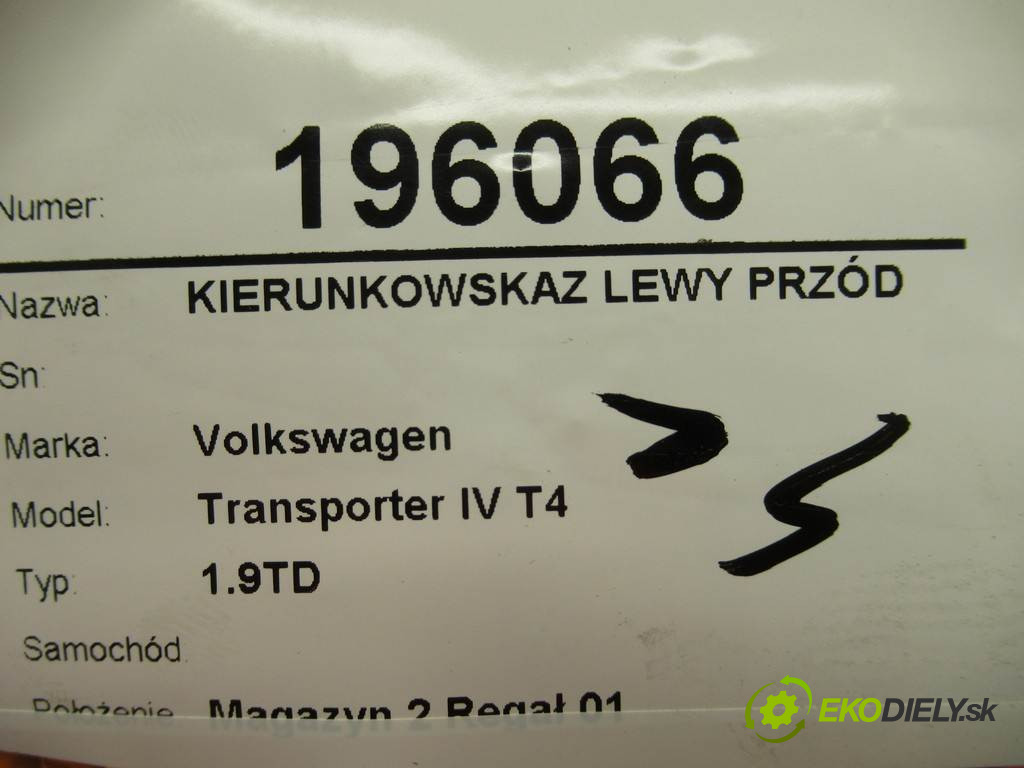 Numer: 196066
Nazwa: KIERUNKOWSKAZ LEWY PRZÓD
Sn:
Marka: Volkswagen
Model: Transporter IV T4
Typ: 1.9TD
Samochód
Położenie Magazyn 2 Regał 01
EKODIELY.sk